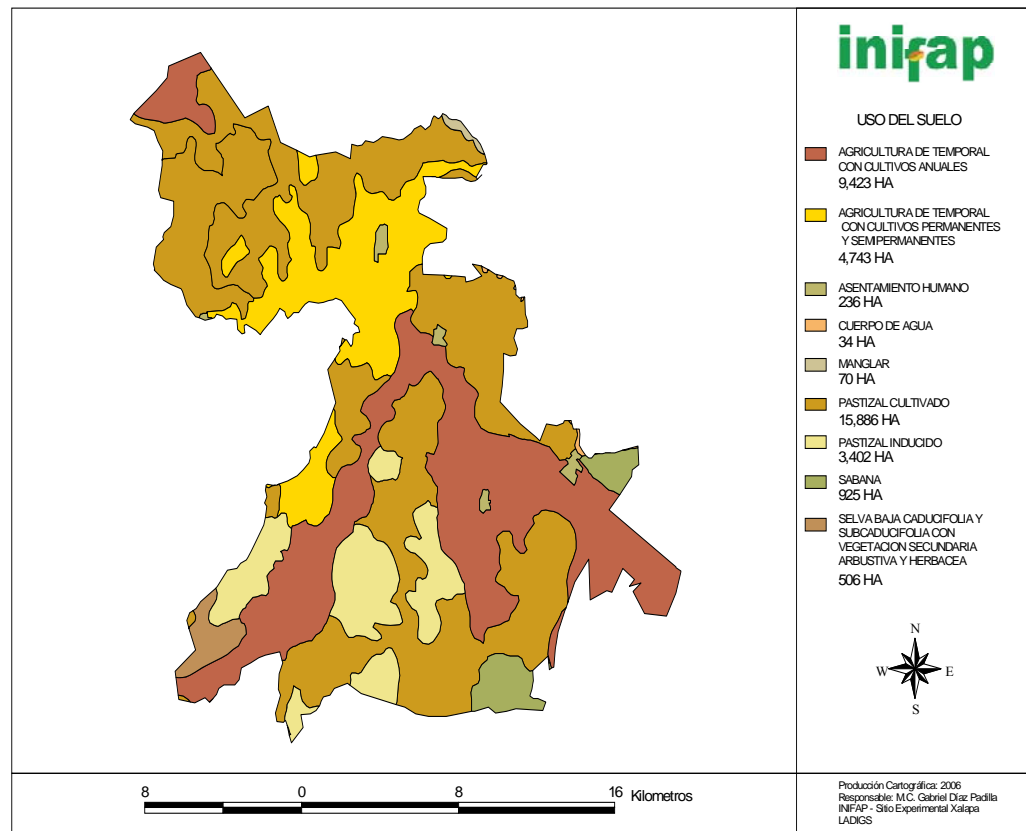 inifap
USO DEL SUELO
AGRICULTURA DE TEMPORAL
CON CULTIVOS ANUALES
9,423 HA
AGRICULTURA DE TEMPORAL
CON CULTIVOS PERMANENTES
Y SEMIPERMANENTES
4,743 HA
ASENTAMIENTO HUMANO
236 HA
CUERPO DE AGUA
34 HA
MANGLAR
70 HA
PASTIZAL CULTIVADO
15,886 HA
PASTIZAL INDUCIDO
3,402 HA
SABANA
925 HA
SELVA BAJA CADUCIFOLIA Y
SUBCADUCIFOLIA CON
VEGETACION SECUNDARIA
ARBUSTIVA Y HERBACEA
506 HA
N
W E
S
8 0 8 16 Kilometros
Producción Cartográfica: 2006
Responsable: M.C. Gabriel Díaz Padilla
INIFAP - Sitio Experimental Xalapa
LADIGS